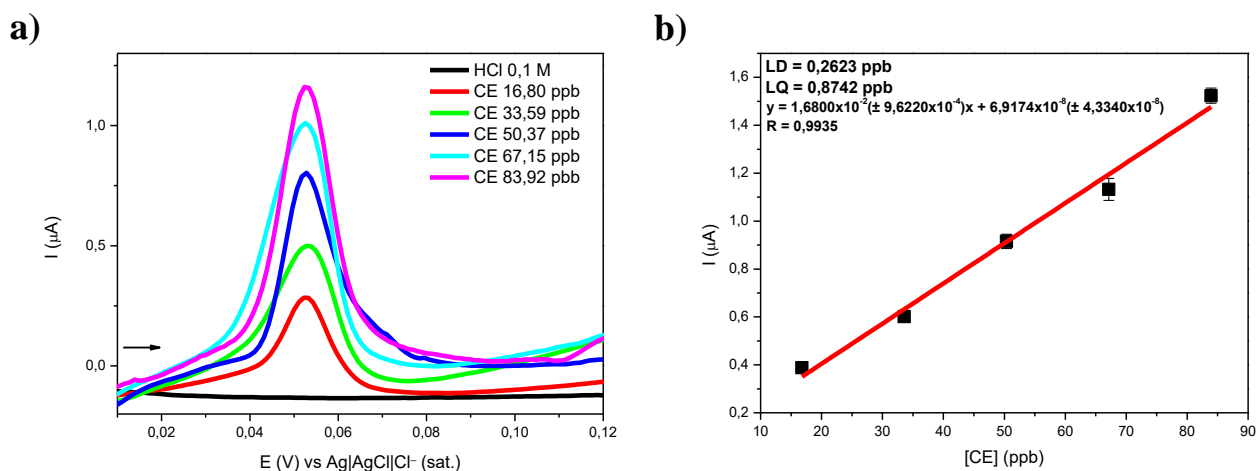 a)
HCl 0,1 M
CE 16,80 ppb
CE 33,59 ppb
CE 50,37 ppb
CE 67,15 ppb
CE 83,92 pbb
1,0
0,5
0,0
I (µA)
0,02 0,04 0,06 0,08 0,10 0,12
E (V) vs Ag|AgCl|Cl⁻ (sat.)
b)
LD = 0,2623 ppb
LQ = 0,8742 ppb
y = 1,6800x10⁻²(± 9,6220x10⁻⁴)x + 6,9174x10⁻⁸(± 4,3340x10⁻⁸)
R = 0,9935
1,6
1,4
1,2
1,0
0,8
0,6
0,4
0,2
I (µA)
10 20 30 40 50 60 70 80 90
[CE] (ppb)